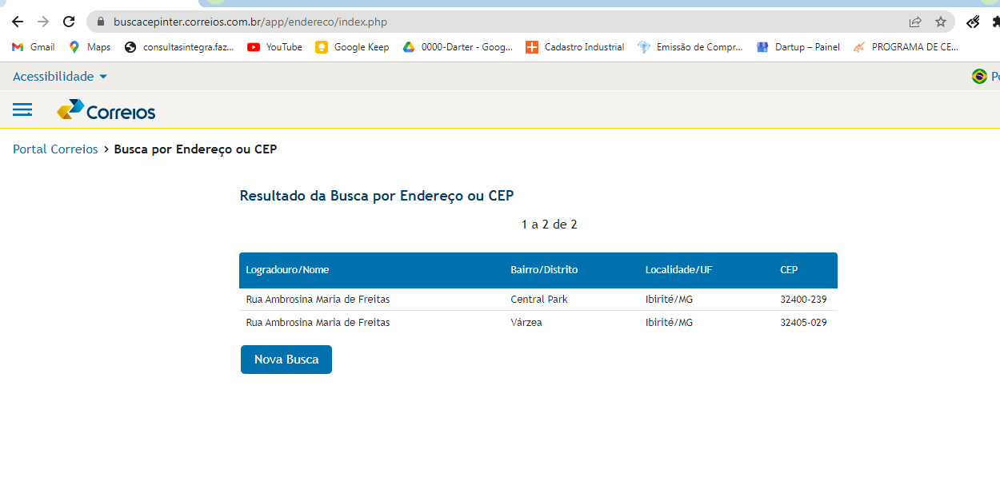 buscacepinter.correios.com.br/app/endereco/index.php
Gmail Maps consultasintegra.faz... YouTube Google Keep 0000-Darter - Goog... Cadastro Industrial Emissão de Compr... Dartup – Painel PROGRAMA DE CE...
Acessibilidade
Correios
Portal Correios > Busca por Endereço ou CEP
Resultado da Busca por Endereço ou CEP
1 a 2 de 2
Logradouro/Nome Bairro/Distrito Localidade/UF CEP
Rua Ambrosina Maria de Freitas Central Park Ibirité/MG 32400-239
Rua Ambrosina Maria de Freitas Várzea Ibirité/MG 32405-029
Nova Busca